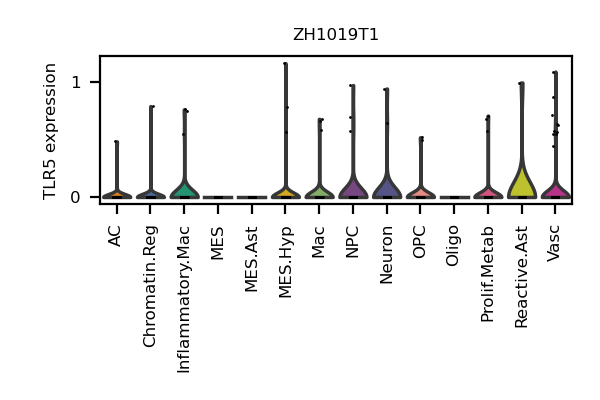 ZH1019T1
TLR5 expression
1
0
AC
Chromatin.Reg
Inflammatory.Mac
MES
MES.Ast
MES.Hyp
Mac
NPC
Neuron
OPC
Oligo
Prolif.Metab
Reactive.Ast
Vasc